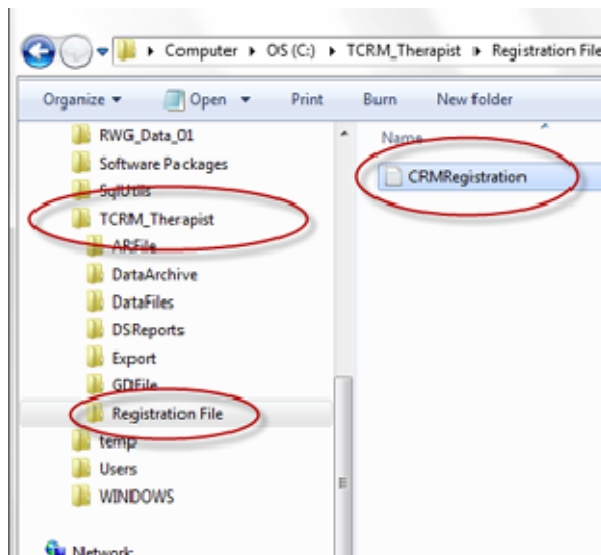 Computer OS (C:) TCRM_Therapist Registration File
Organize Open Print Burn New folder
RWG_Data_01
Software Packages
SqlUtils
TCRM_Therapist
ARFile
DataArchive
DataFiles
DSReports
Export
GDIFile
Registration File
temp
Users
WINDOWS
Network
Name
CRMRegistration